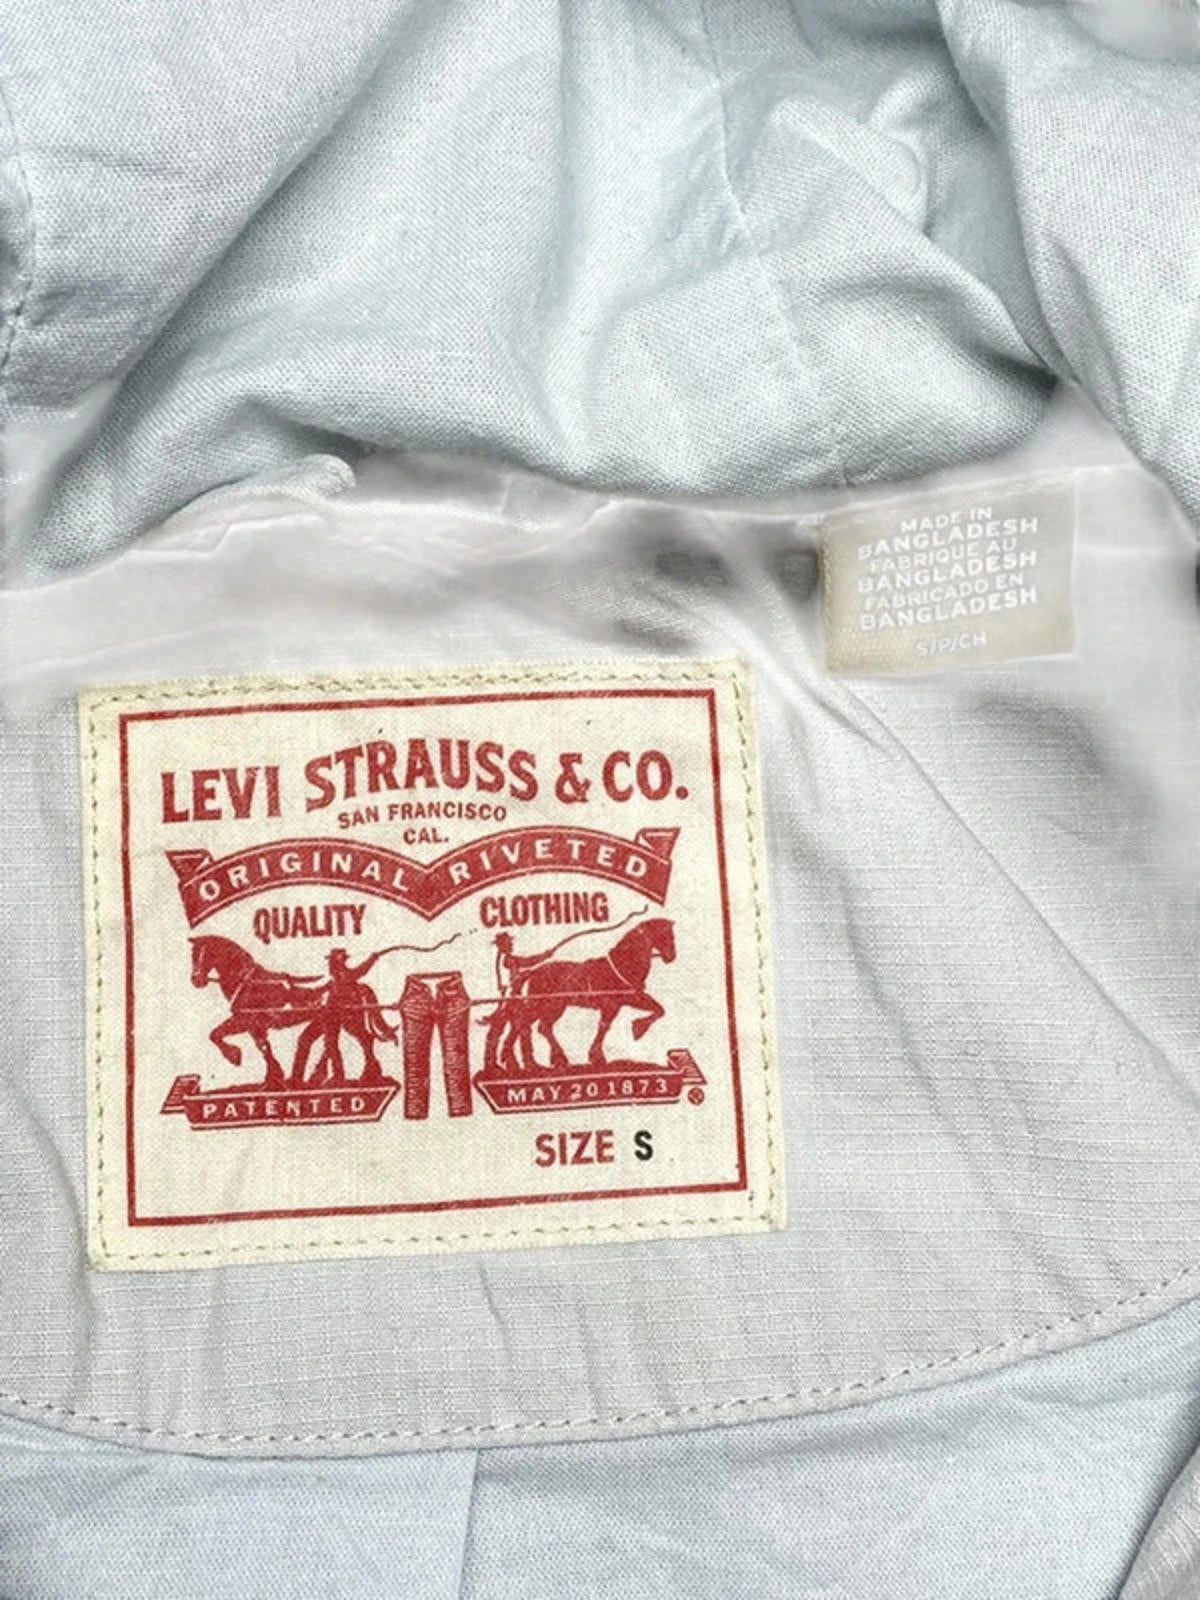 MADE IN
BANGLADESH
FABRIQUE AU
BANGLADESH
FABRICADO EN
BANGLADESH
S/P/CH
LEVI STRAUSS & CO.
SAN FRANCISCO
CAL.
ORIGINAL RIVETED
QUALITY CLOTHING
PATENTED MAY 20 1873 ®
SIZE S